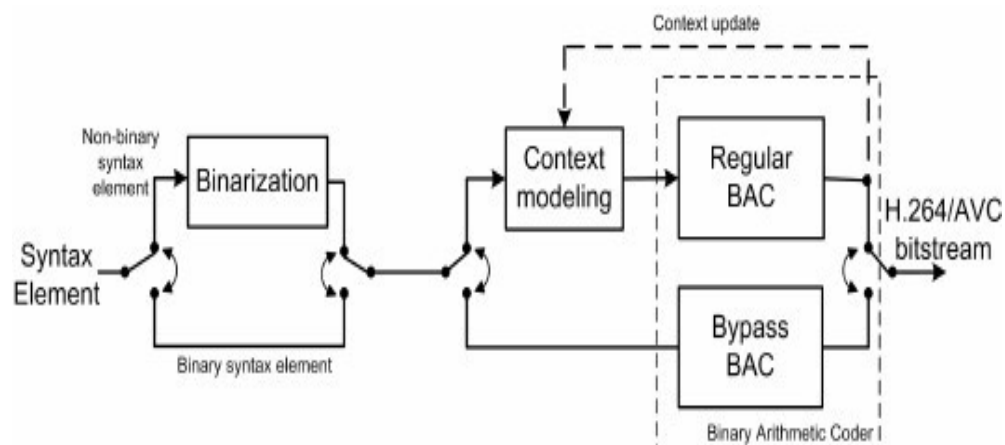 Context update
Non-binary
syntax
element
Binarization
Context
modeling
Regular
BAC
H.264/AVC
bitstream
Syntax
Element
Bypass
BAC
Binary syntax element
Binary Arithmetic Coder